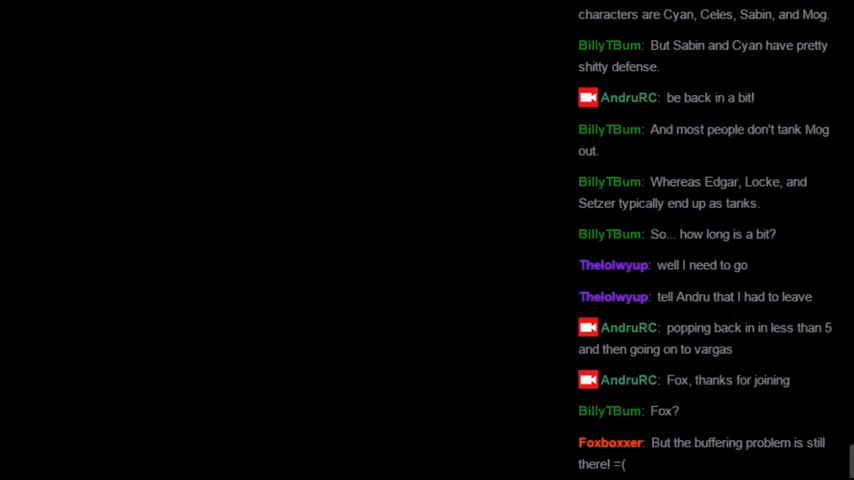 characters are Cyan, Celes, Sabin, and Mog.
BillyTBum: But Sabin and Cyan have pretty
shitty defense.
AndruRC: be back in a bit!
BillyTBum: And most people don't tank Mog
out.
BillyTBum: Whereas Edgar, Locke, and
Setzer typically end up as tanks.
BillyTBum: So... how long is a bit?
Thelolwyup: well I need to go
Thelolwyup: tell Andru that I had to leave
AndruRC: popping back in in less than 5
and then going on to vargas
AndruRC: Fox, thanks for joining
BillyTBum: Fox?
Foxboxxer: But the buffering problem is still
there! =(